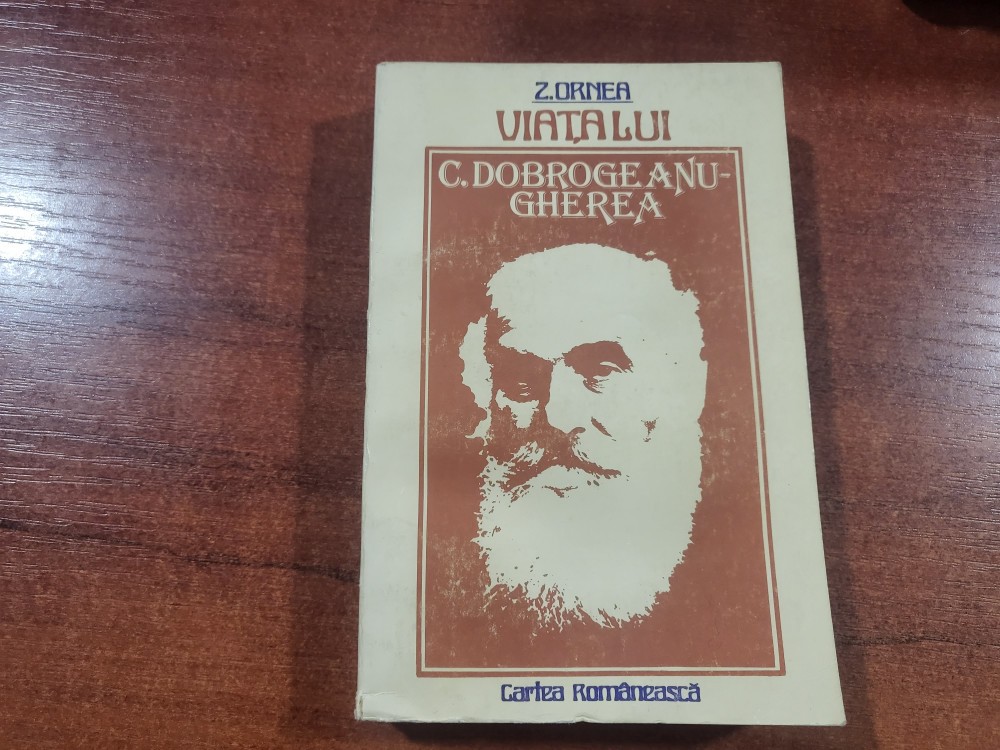 Z.ORNEA
VIAȚA LUI
C.DOBROGEANU-
GHEREA
Cartea Românească